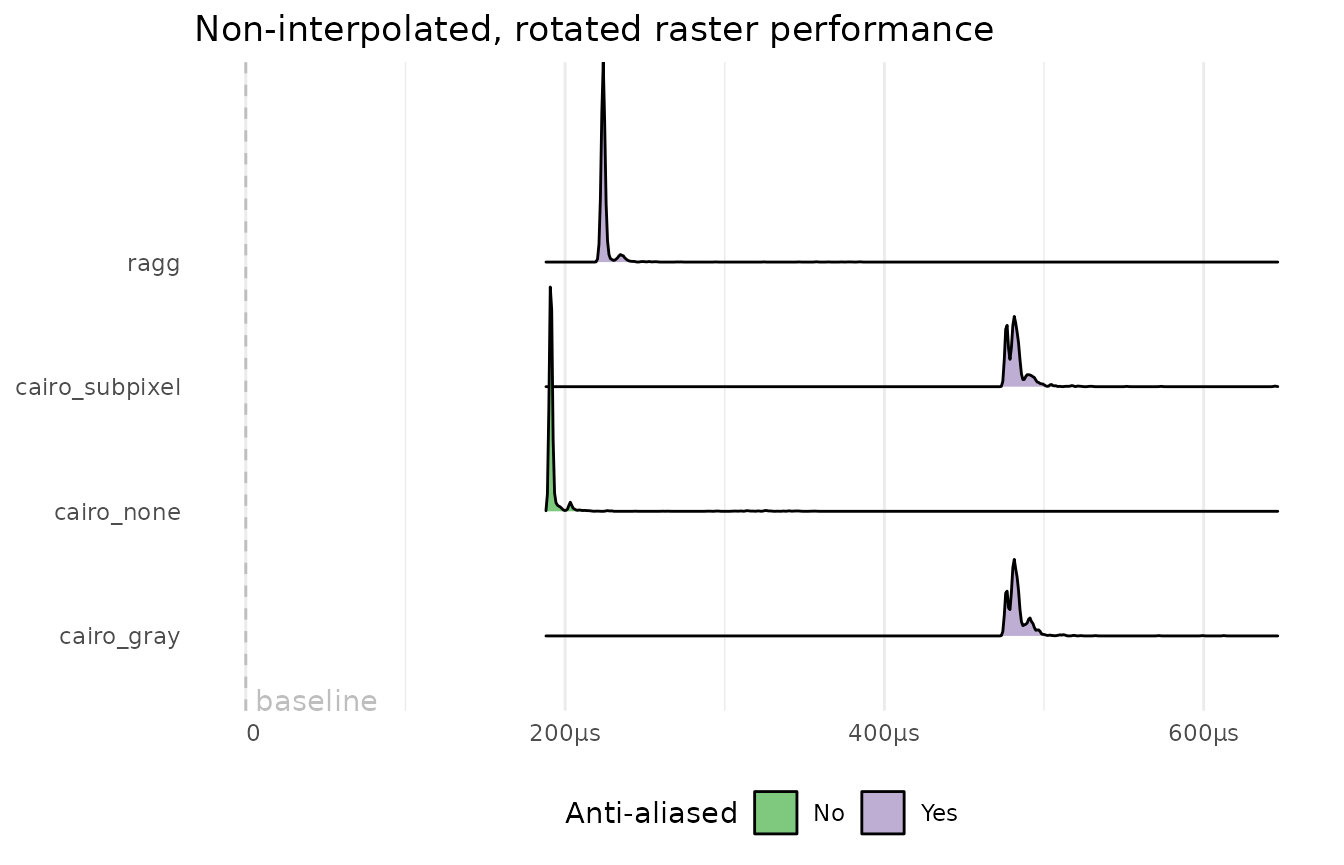 Non-interpolated, rotated raster performance
ragg
cairo_subpixel
cairo_none
cairo_gray
baseline
0 200µs 400µs 600µs
Anti-aliased No Yes